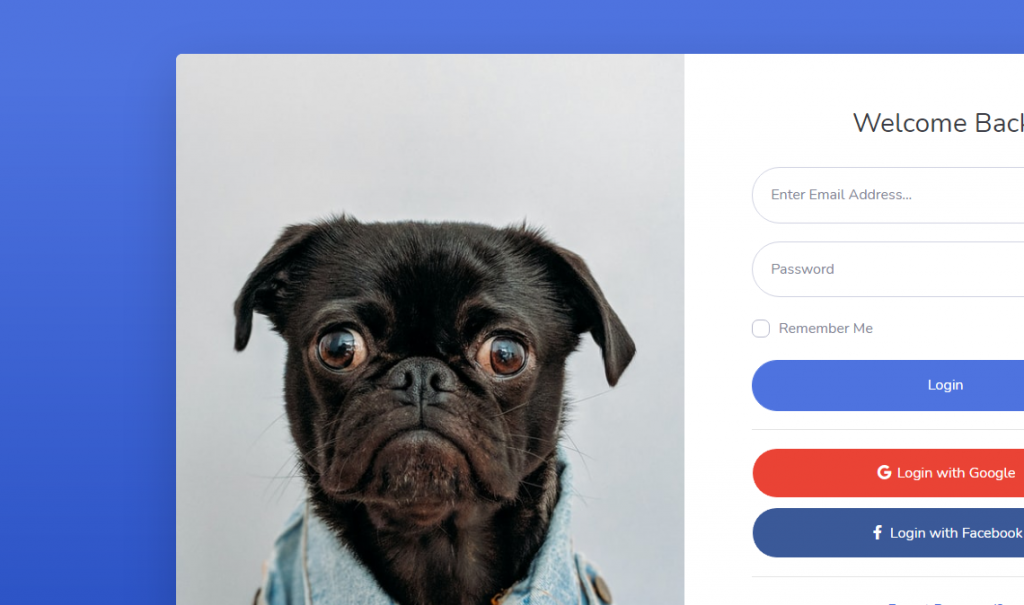 Welcome Back
Enter Email Address...
Password
Remember Me
Login
Login with Google
Login with Facebook